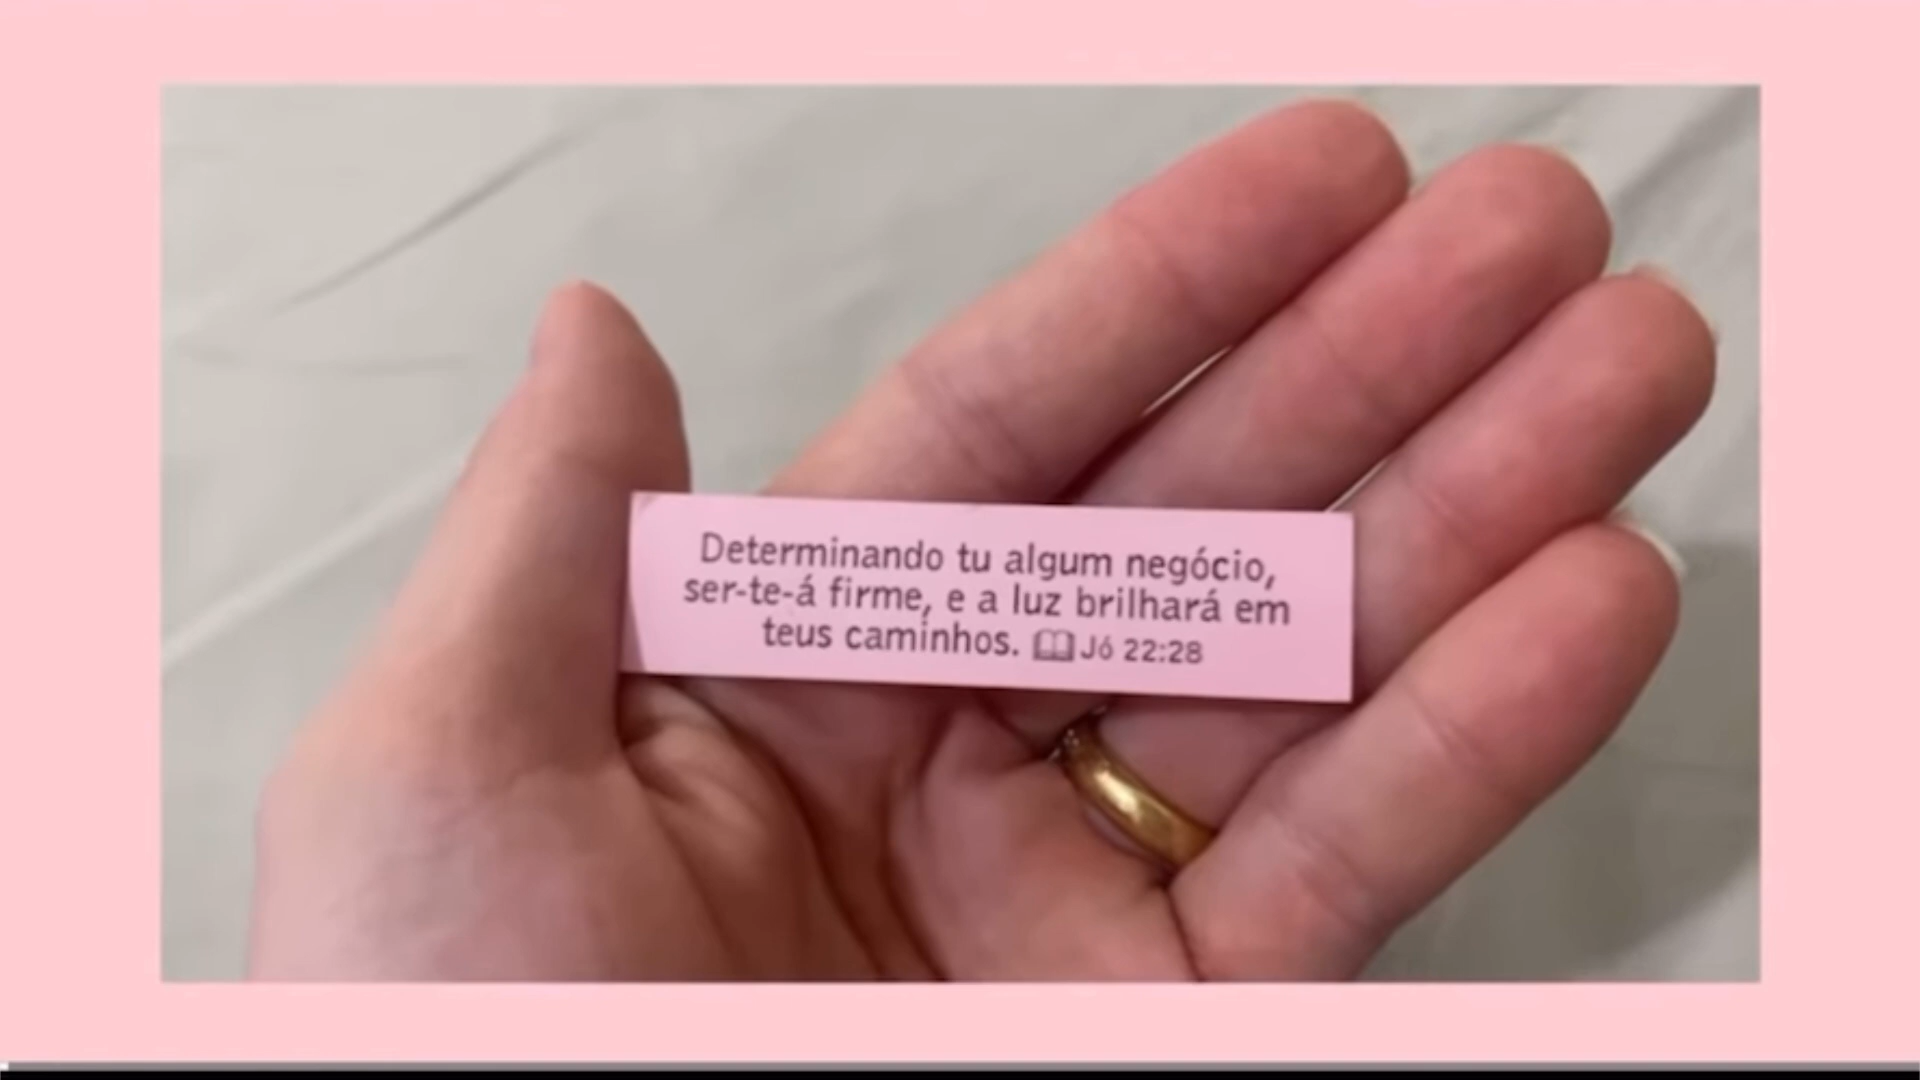 Determinando tu algum negócio,
ser-te-á firme, e a luz brilhará em
teus caminhos. 📖Jó 22:28